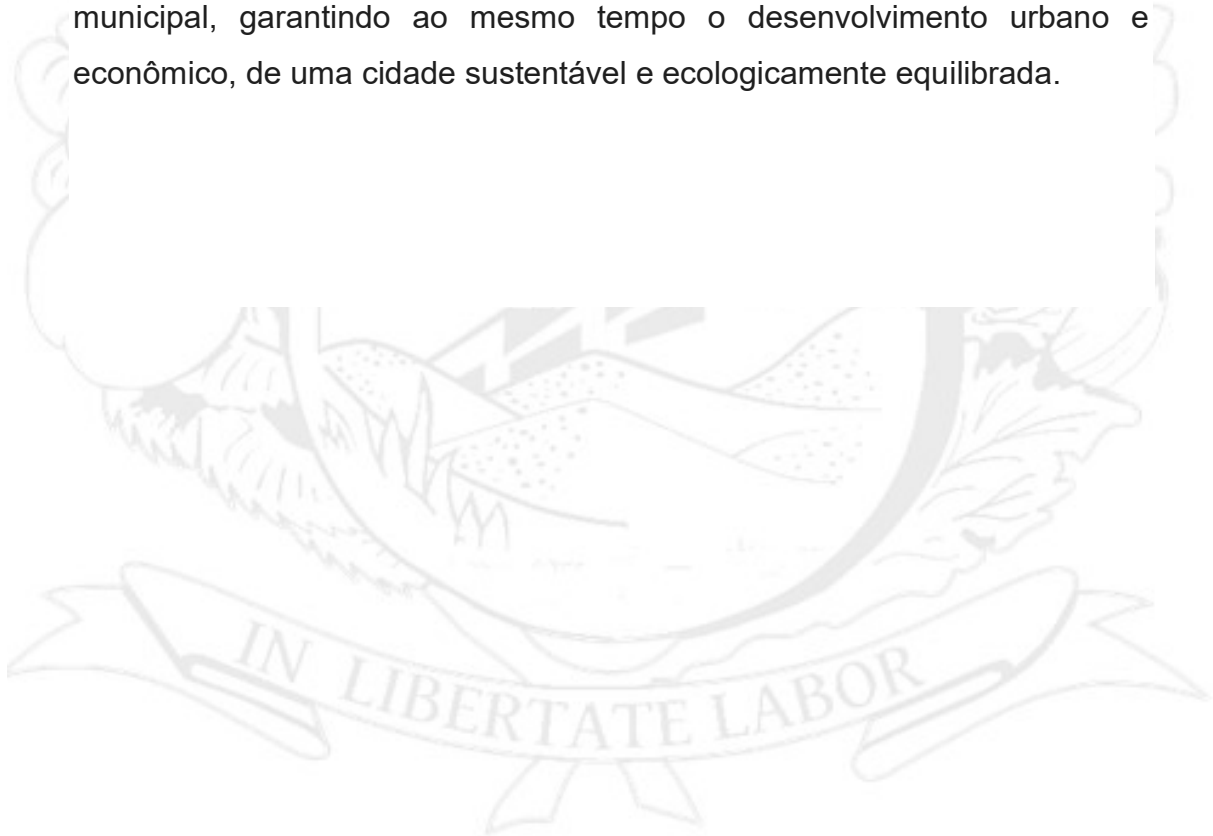 municipal, garantindo ao mesmo tempo o desenvolvimento urbano e
econômico, de uma cidade sustentável e ecologicamente equilibrada.
IN LIBERTATE LABOR